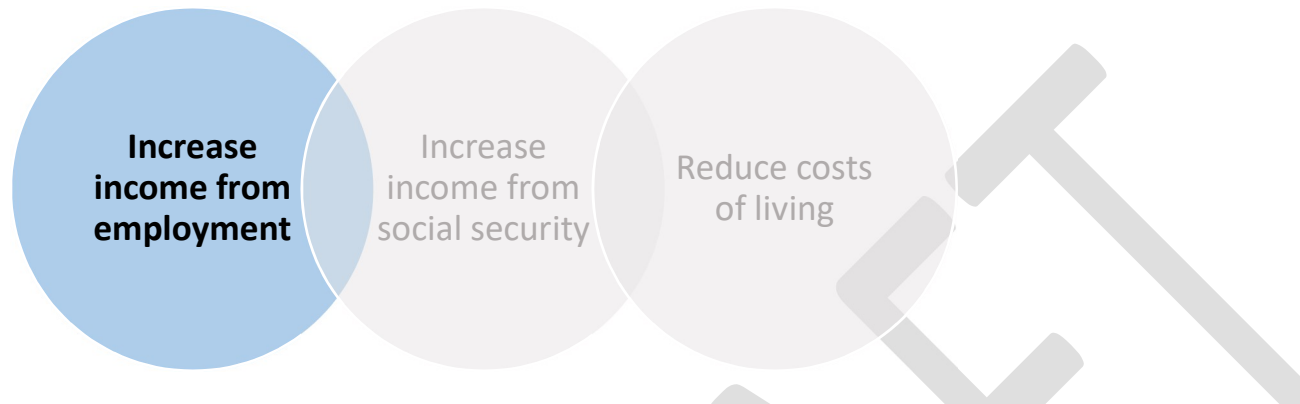 Increase
income from
employment
Increase
income from
social security
Reduce costs
of living